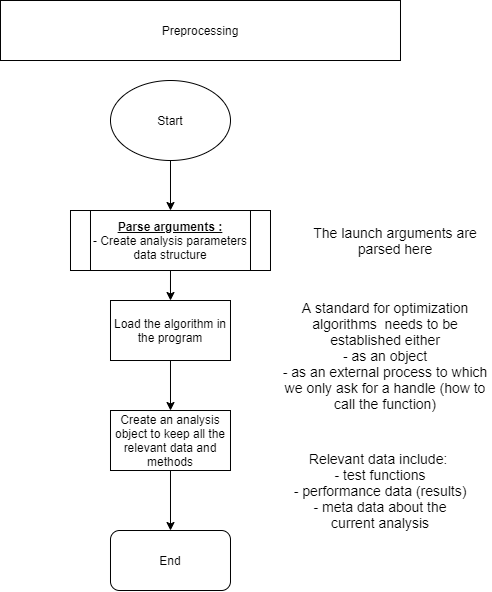 Preprocessing
Start
Parse arguments :
- Create analysis parameters
data structure
The launch arguments are
parsed here
Load the algorithm in
the program
A standard for optimization
algorithms  needs to be
established either
- as an object
- as an external process to which
we only ask for a handle (how to
call the function)
Create an analysis
object to keep all the
relevant data and
methods
Relevant data include:
- test functions
- performance data (results)
- meta data about the
current analysis
End